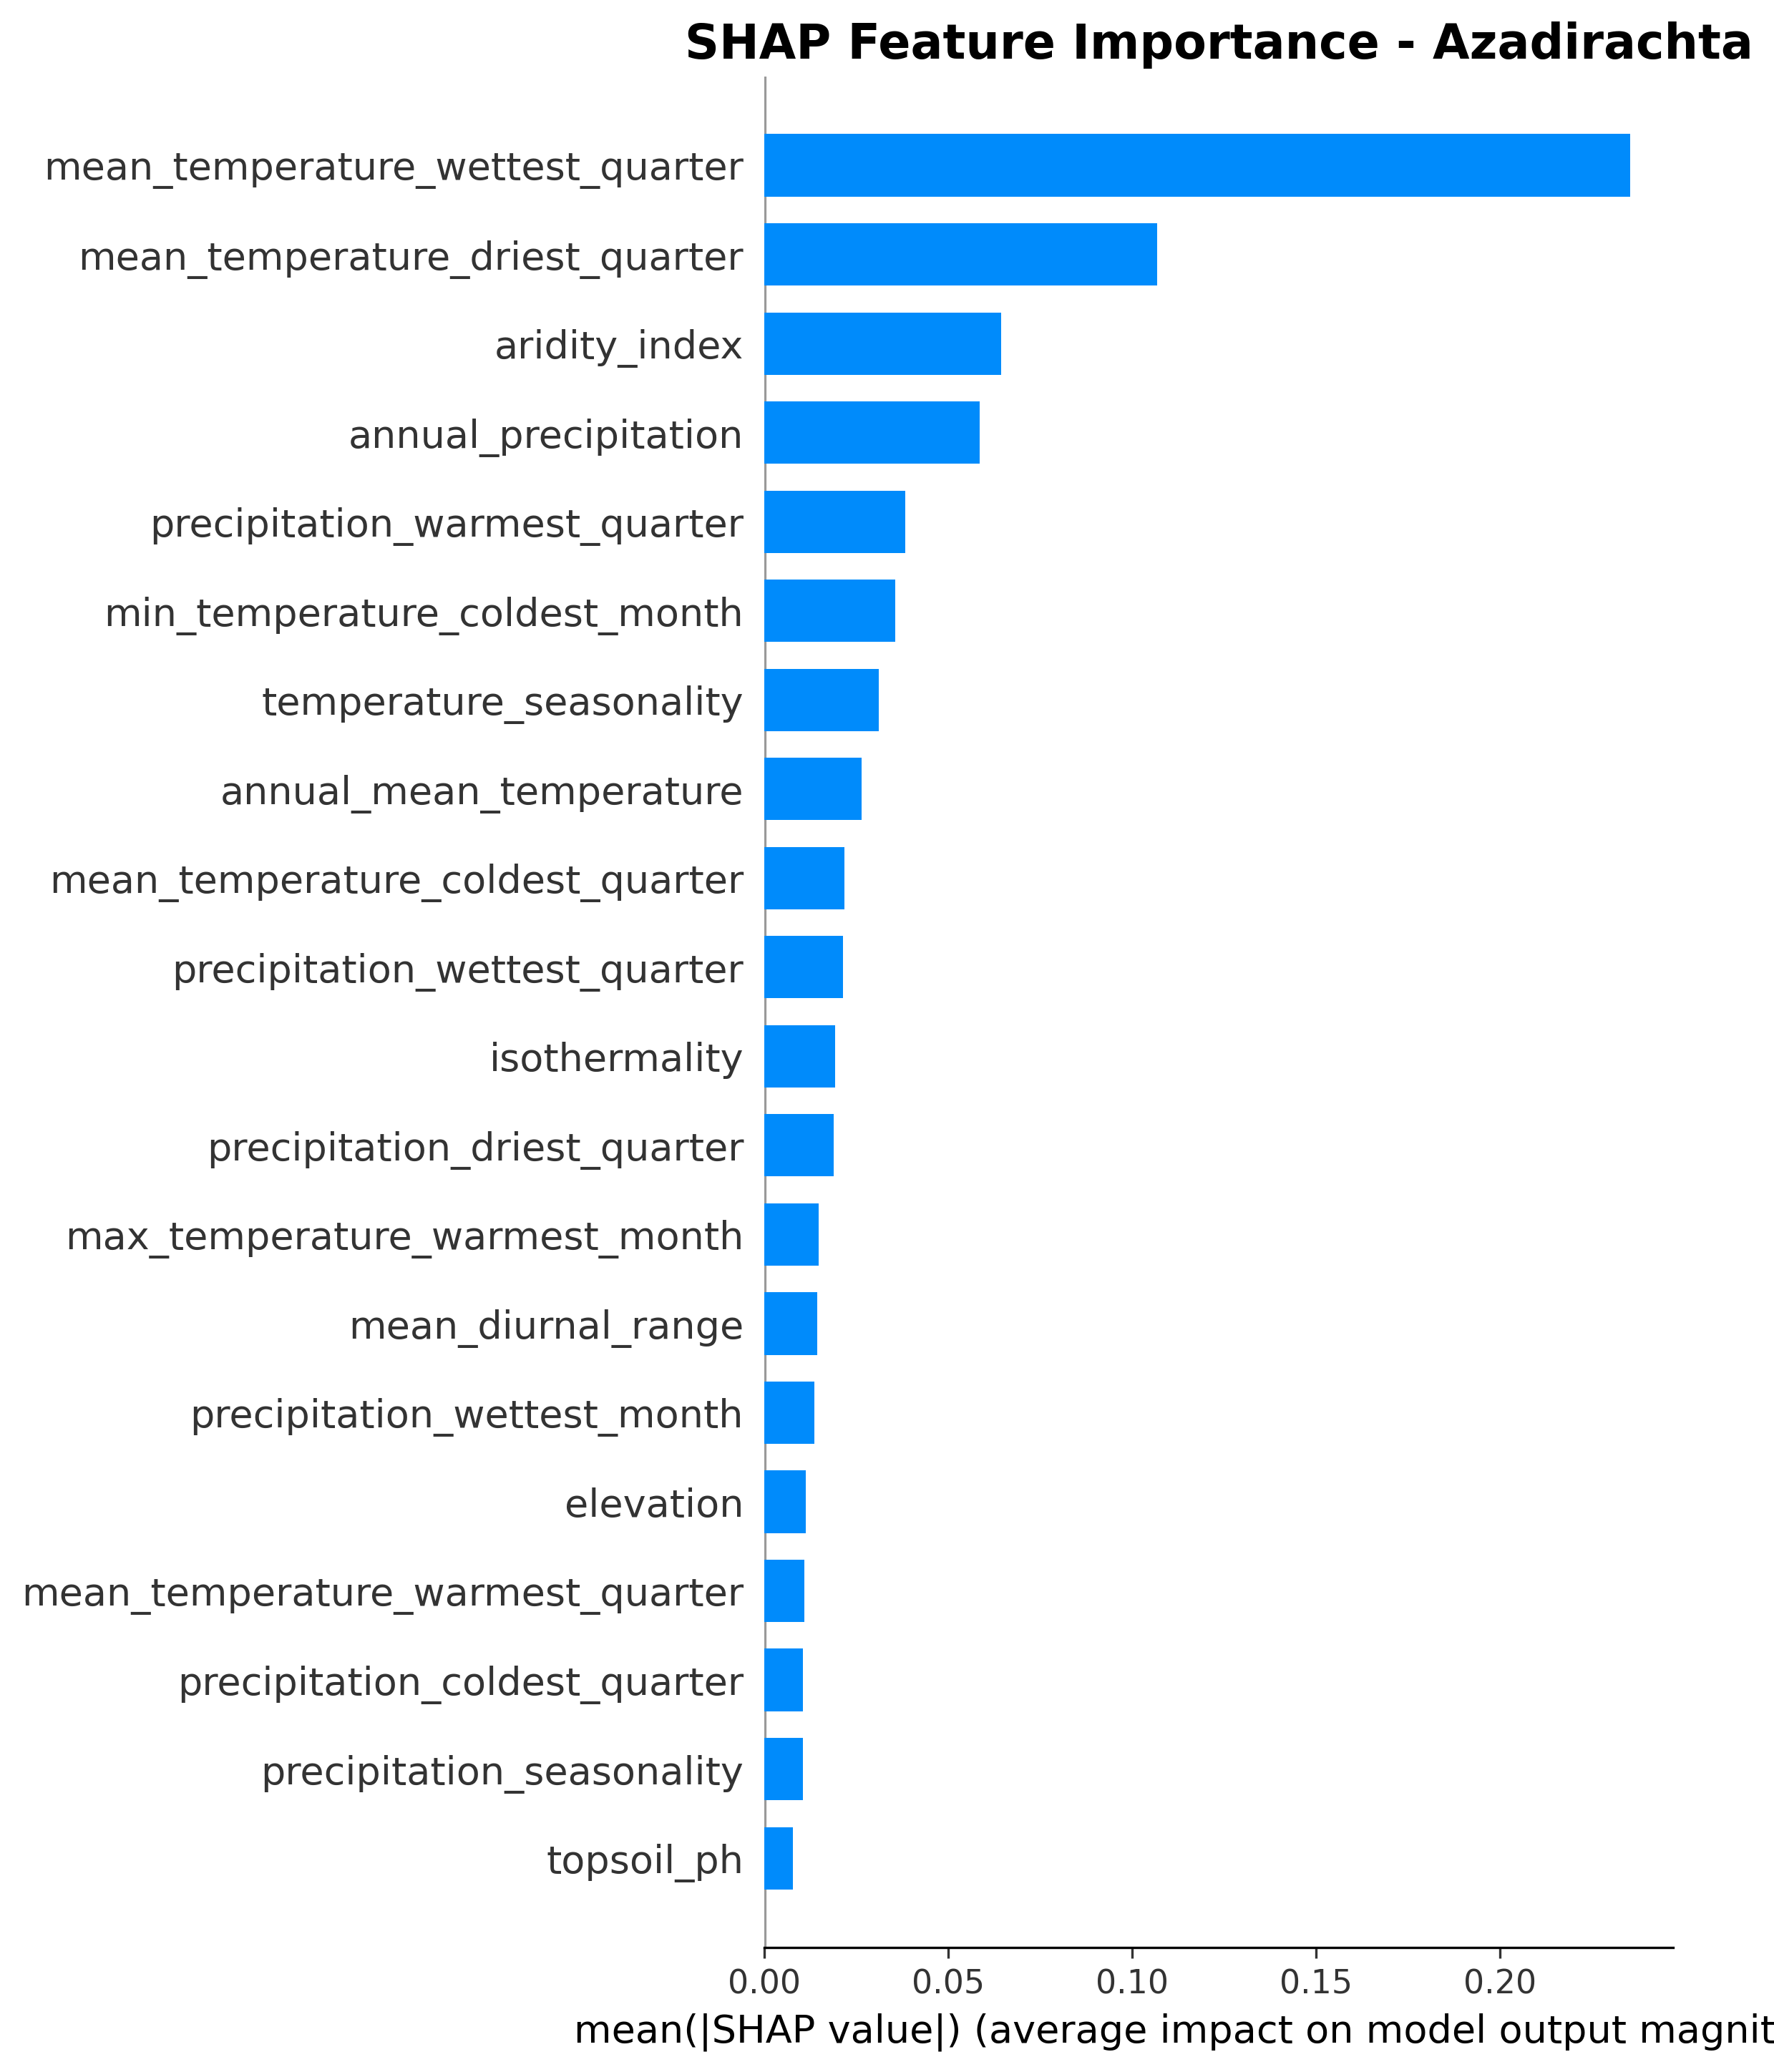 SHAP Feature Importance - Azadirachta
mean_temperature_wettest_quarter
mean_temperature_driest_quarter
aridity_index
annual_precipitation
precipitation_warmest_quarter
min_temperature_coldest_month
temperature_seasonality
annual_mean_temperature
mean_temperature_coldest_quarter
precipitation_wettest_quarter
isothermality
precipitation_driest_quarter
max_temperature_warmest_month
mean_diurnal_range
precipitation_wettest_month
elevation
mean_temperature_warmest_quarter
precipitation_coldest_quarter
precipitation_seasonality
topsoil_ph
0.00 0.05 0.10 0.15 0.20
mean(|SHAP value|) (average impact on model output magnit